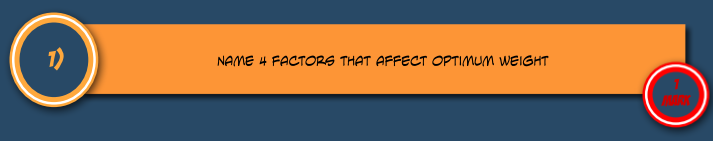 1)
NAME 4 FACTORS THAT AFFECT OPTIMUM WEIGHT
1